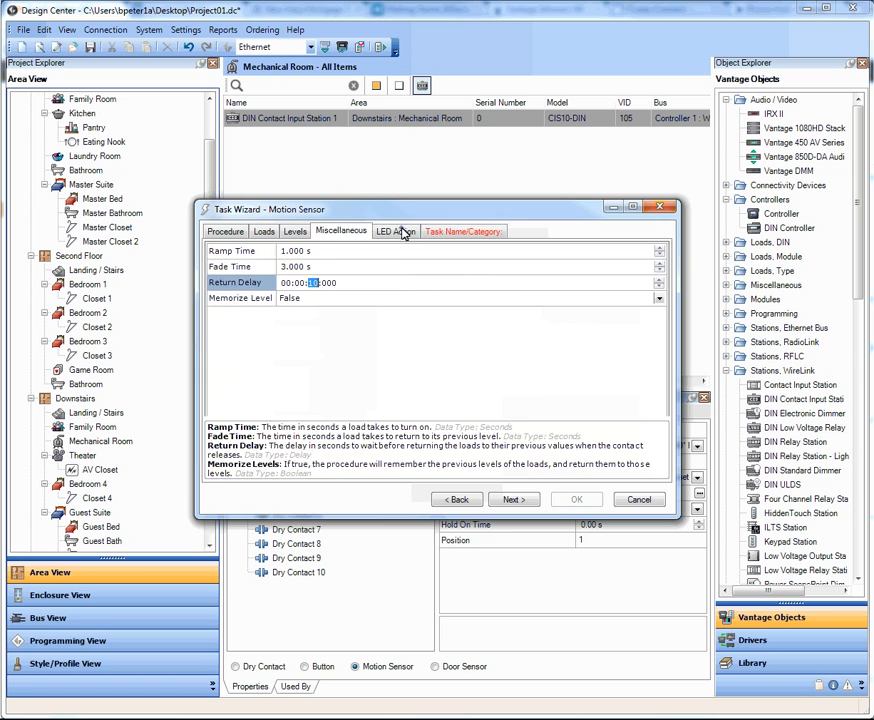 Design Center - C:\Users\bpeter1a\Desktop\Project01.dc*
File Edit View Connection System Settings Reports Ordering Help
Ethernet
Project Explorer
Area View
Family Room
Kitchen
Pantry
Eating Nook
Laundry Room
Bathroom
Master Suite
Master Bed
Master Bathroom
Master Closet
Master Closet 2
Second Floor
Landing / Stairs
Bedroom 1
Closet 1
Bedroom 2
Closet 2
Bedroom 3
Closet 3
Game Room
Bathroom
Downstairs
Landing / Stairs
Family Room
Mechanical Room
Theater
AV Closet
Bedroom 4
Closet 4
Guest Suite
Guest Bed
Guest Bath
Area View
Enclosure View
Bus View
Programming View
Style/Profile View
Mechanical Room - All Items
Name Area Serial Number Model VID Bus
DIN Contact Input Station 1 Downstairs : Mechanical Room 0 CIS10-DIN 105 Controller 1 : W
Task Wizard - Motion Sensor
Procedure Loads Levels Miscellaneous LED Action Task Name/Category:
Ramp Time 1.000 s
Fade Time 3.000 s
Return Delay 00:00:10:000
Memorize Level False
Ramp Time: The time in seconds a load takes to turn on. Data Type: Seconds
Fade Time: The time in seconds a load takes to return to its previous level. Data Type: Seconds
Return Delay: The delay in seconds to wait before returning the loads to their previous values when the contact
releases. Data Type: Delay
Memorize Levels: If true, the procedure will remember the previous levels of the loads, and return them to those
levels. Data Type: Boolean
< Back Next > OK Cancel
Dry Contact 7
Dry Contact 8
Dry Contact 9
Dry Contact 10
Hold On Time 0.00 s
Position 1
Dry Contact Button Motion Sensor Door Sensor
Properties Used By
Object Explorer
Vantage Objects
Audio / Video
IRX II
Vantage 1080HD Stack
Vantage 450 AV Series
Vantage 850D-DA Audi
Vantage DMM
Connectivity Devices
Controllers
Controller
DIN Controller
Loads, DIN
Loads, Module
Loads, Type
Miscellaneous
Modules
Programming
Stations, Ethernet Bus
Stations, RadioLink
Stations, RFLC
Stations, WireLink
Contact Input Station
DIN Contact Input Stati
DIN Electronic Dimmer
DIN Low Voltage Relay
DIN Relay Station
DIN Relay Station - Ligh
DIN Standard Dimmer
DIN ULDS
Four Channel Relay Sta
HiddenTouch Station
ILTS Station
Keypad Station
Low Voltage Output Sta
Low Voltage Relay Stati
Power ScenePoint Dim
Vantage Objects
Drivers
Library